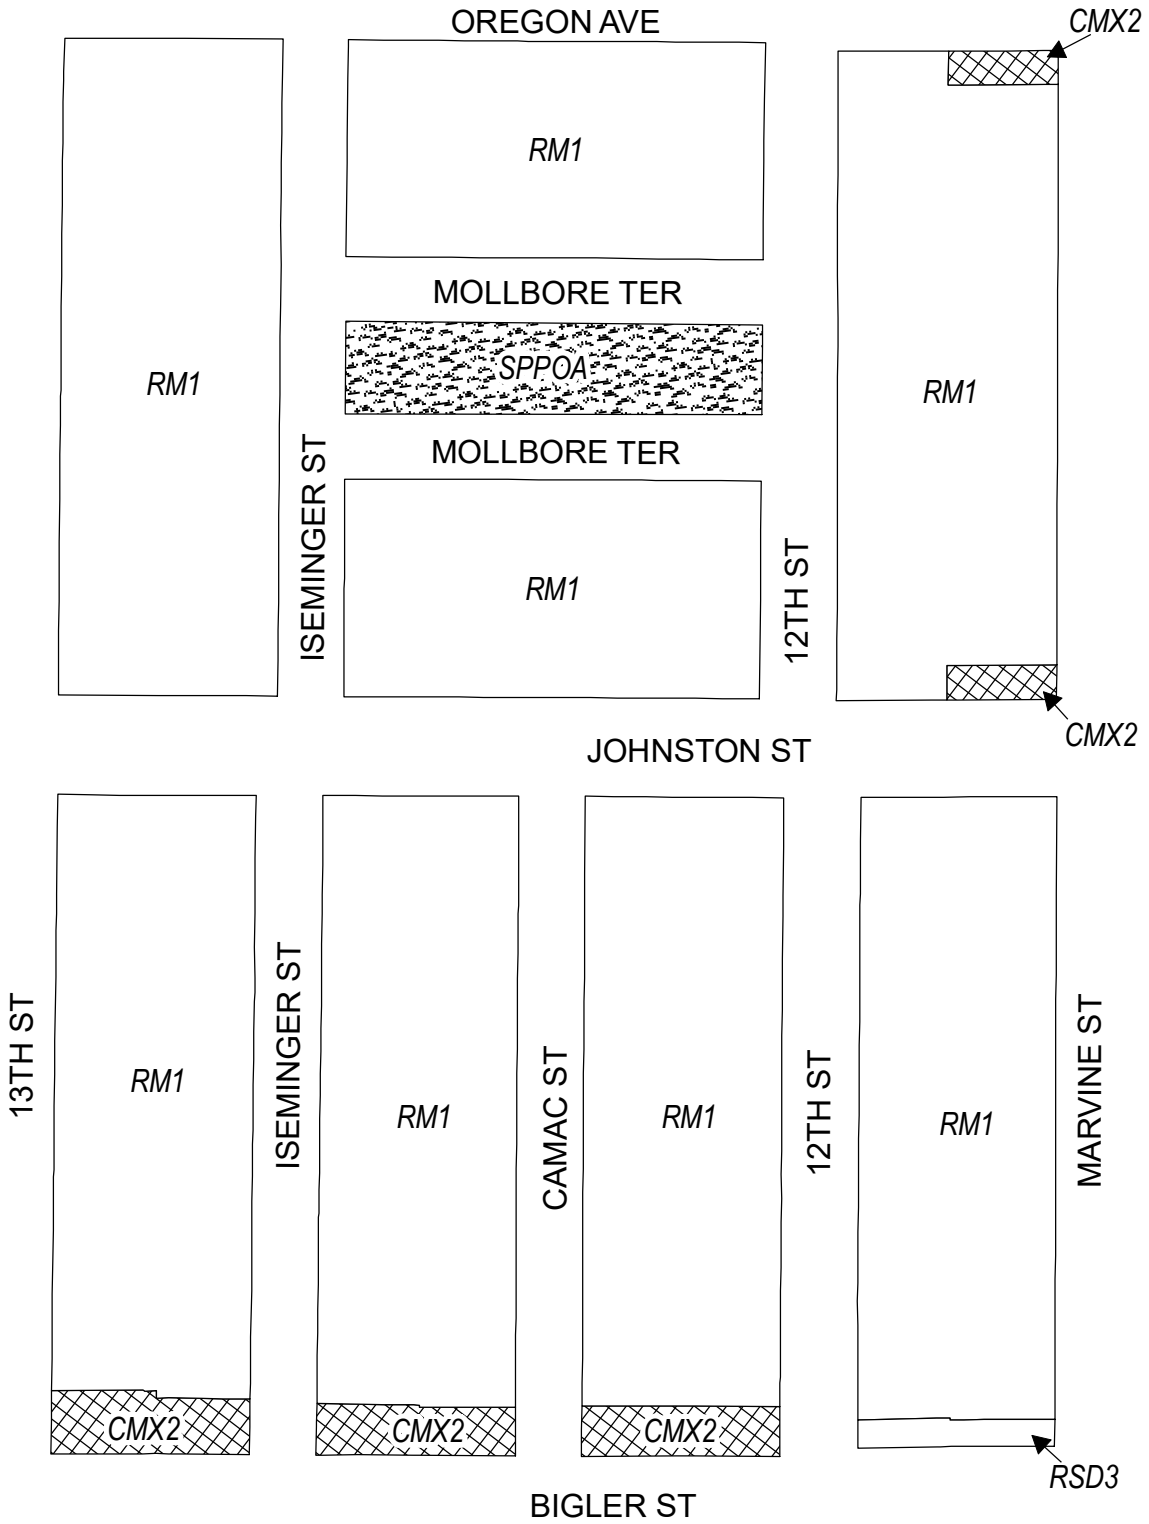 OREGON AVE
CMX2
RM1
MOLLBORE TER
SPPOA
RM1
RM1
MOLLBORE TER
ISEMINGER ST
RM1
12TH ST
CMX2
JOHNSTON ST
13TH ST
ISEMINGER ST
CAMAC ST
12TH ST
MARVINE ST
RM1
RM1
RM1
RM1
CMX2
CMX2
CMX2
RSD3
BIGLER ST